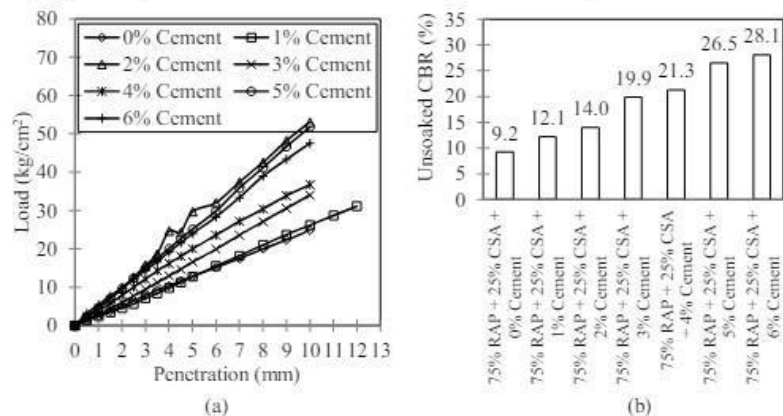 80
70
60
50
40
30
20
10
0
Load (kg/cm²)
0% Cement 1% Cement
2% Cement 3% Cement
4% Cement 5% Cement
6% Cement
0 1 2 3 4 5 6 7 8 9 10 11 12 13
Penetration (mm)
(a)
35
30
25
20
15
10
5
0
Unsoaked CBR (%)
9.2
12.1
14.0
19.9
21.3
26.5
28.1
75% RAP + 25% CSA +
0% Cement
75% RAP + 25% CSA +
1% Cement
75% RAP + 25% CSA +
2% Cement
75% RAP + 25% CSA +
3% Cement
75% RAP + 25% CSA
+ 4% Cement
75% RAP + 25% CSA +
5% Cement
75% RAP + 25% CSA +
6% Cement
(b)